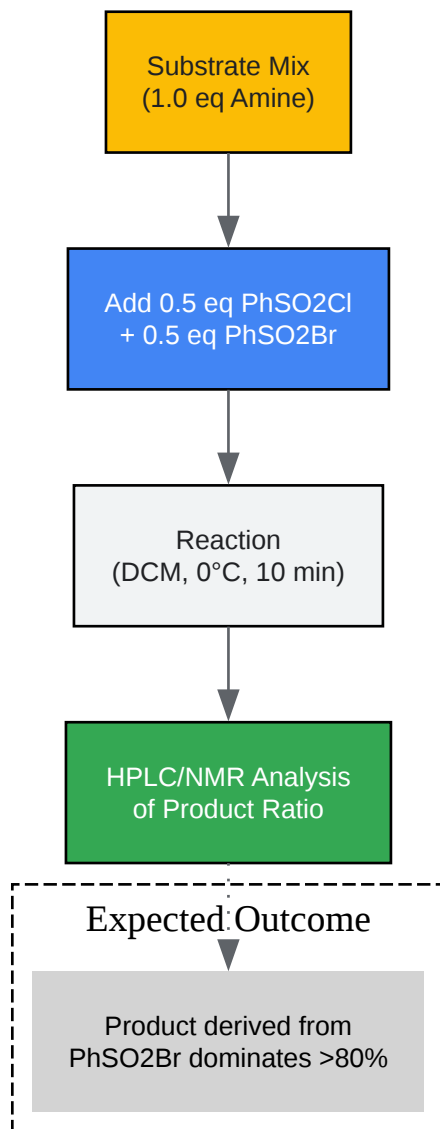 Substrate Mix
(1.0 eq Amine)
Add 0.5 eq PhSO2Cl
+ 0.5 eq PhSO2Br
Reaction
(DCM, 0°C, 10 min)
HPLC/NMR Analysis
of Product Ratio
Expected Outcome
Product derived from
PhSO2Br dominates >80%